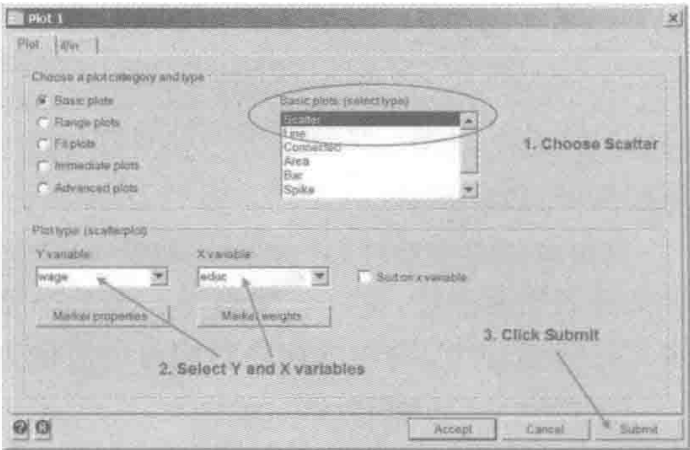 Plot 1
Plot if/in
Choose a plot category and type
Basic plots
Range plots
Fit plots
Immediate plots
Advanced plots
Basic plots: (select type)
Scatter
Line
Connected
Area
Bar
Spike
1. Choose Scatter
Plot type: (scatterplot)
Y variable:
X variable:
wage
educ
Sort on x variable
Marker properties
Marker weights
2. Select Y and X variables
3. Click Submit
Accept
Cancel
Submit